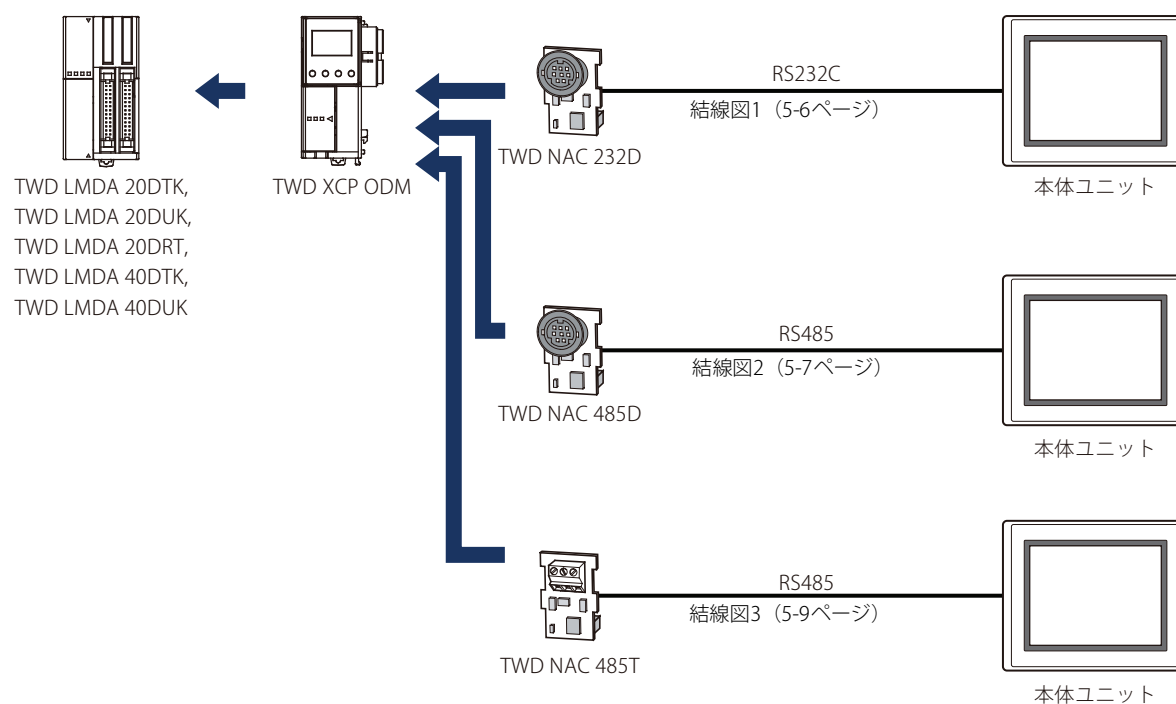 TWD LMDA 20DTK,
TWD LMDA 20DUK,
TWD LMDA 20DRT,
TWD LMDA 40DTK,
TWD LMDA 40DUK
TWD XCP ODM
TWD NAC 232D
RS232C
結線図1（5-6ページ）
本体ユニット
TWD NAC 485D
RS485
結線図2（5-7ページ）
本体ユニット
TWD NAC 485T
RS485
結線図3（5-9ページ）
本体ユニット